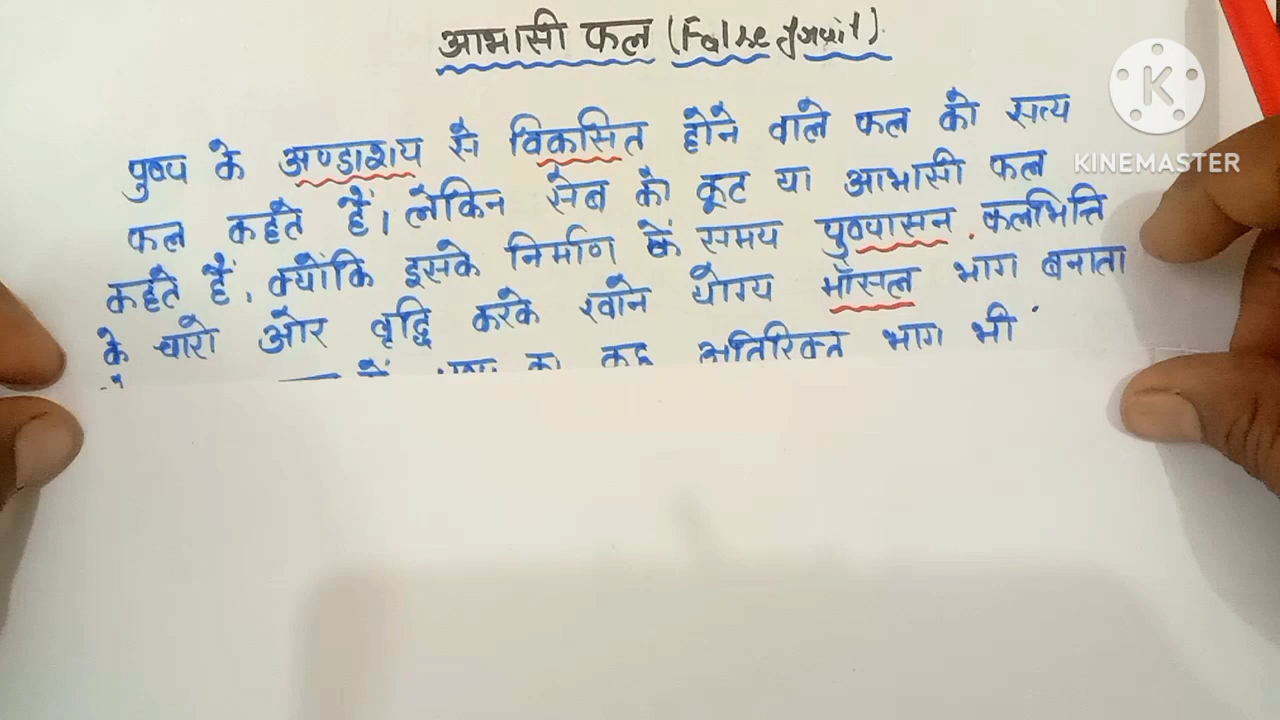 आभासी फल (False fruit)
KINEMASTER
पुष्प के अण्डाशय से विकसित होने वाले फल को सत्य
फल कहते हैं। लेकिन सेब को कूट या आभासी फल
कहते हैं, क्योंकि इसके निर्माण के समय पुष्पासन फलभित्ति
के चारो ओर वृद्धि करके खाने योग्य माँसल भाग बनाता
अतिरिक्त भाग भी